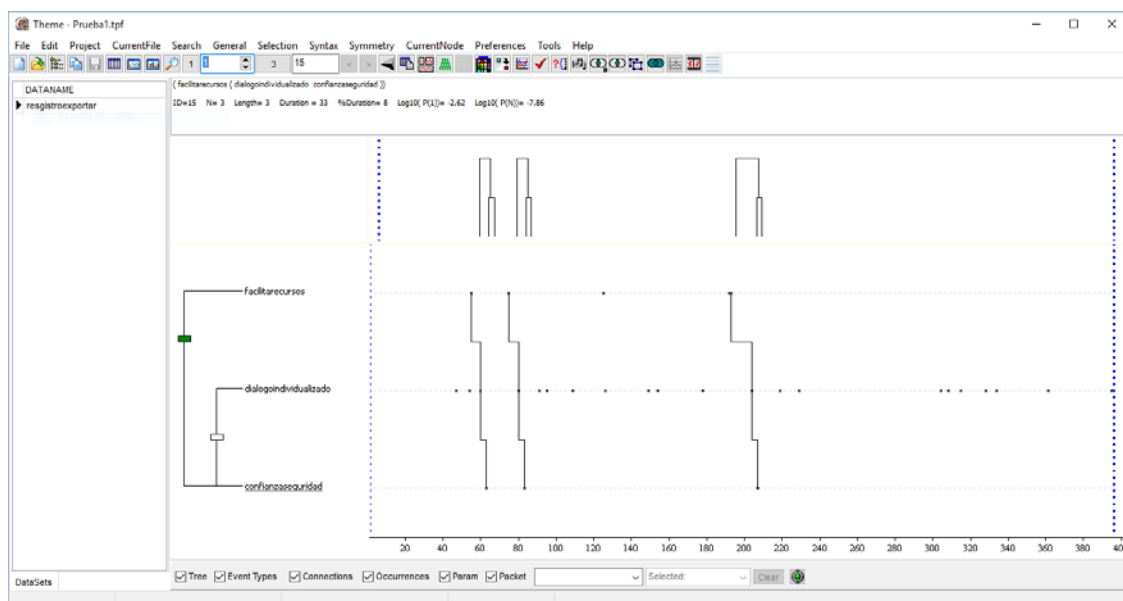 Theme - Prueba1.tpf
File Edit Project CurrentFile Search General Selection Syntax Symmetry CurrentNode Preferences Tools Help
1 1 3 15
DATANAME
resgistroexportar
( facilitarecursos ( dialogoindividualizado confianzaseguridad ))
ID=15 N= 3 Length= 3 Duration = 33 %Duration= 8 Log10( P(1))= -2.62 Log10( P(N))= -7.86
facilitarecursos
dialogoindividualizado
confianzaseguridad
20 40 60 80 100 120 140 160 180 200 220 240 260 280 300 320 340 360 380 40
DataSets
Tree Event Types Connections Occurrences Param Packet Selected: Clear